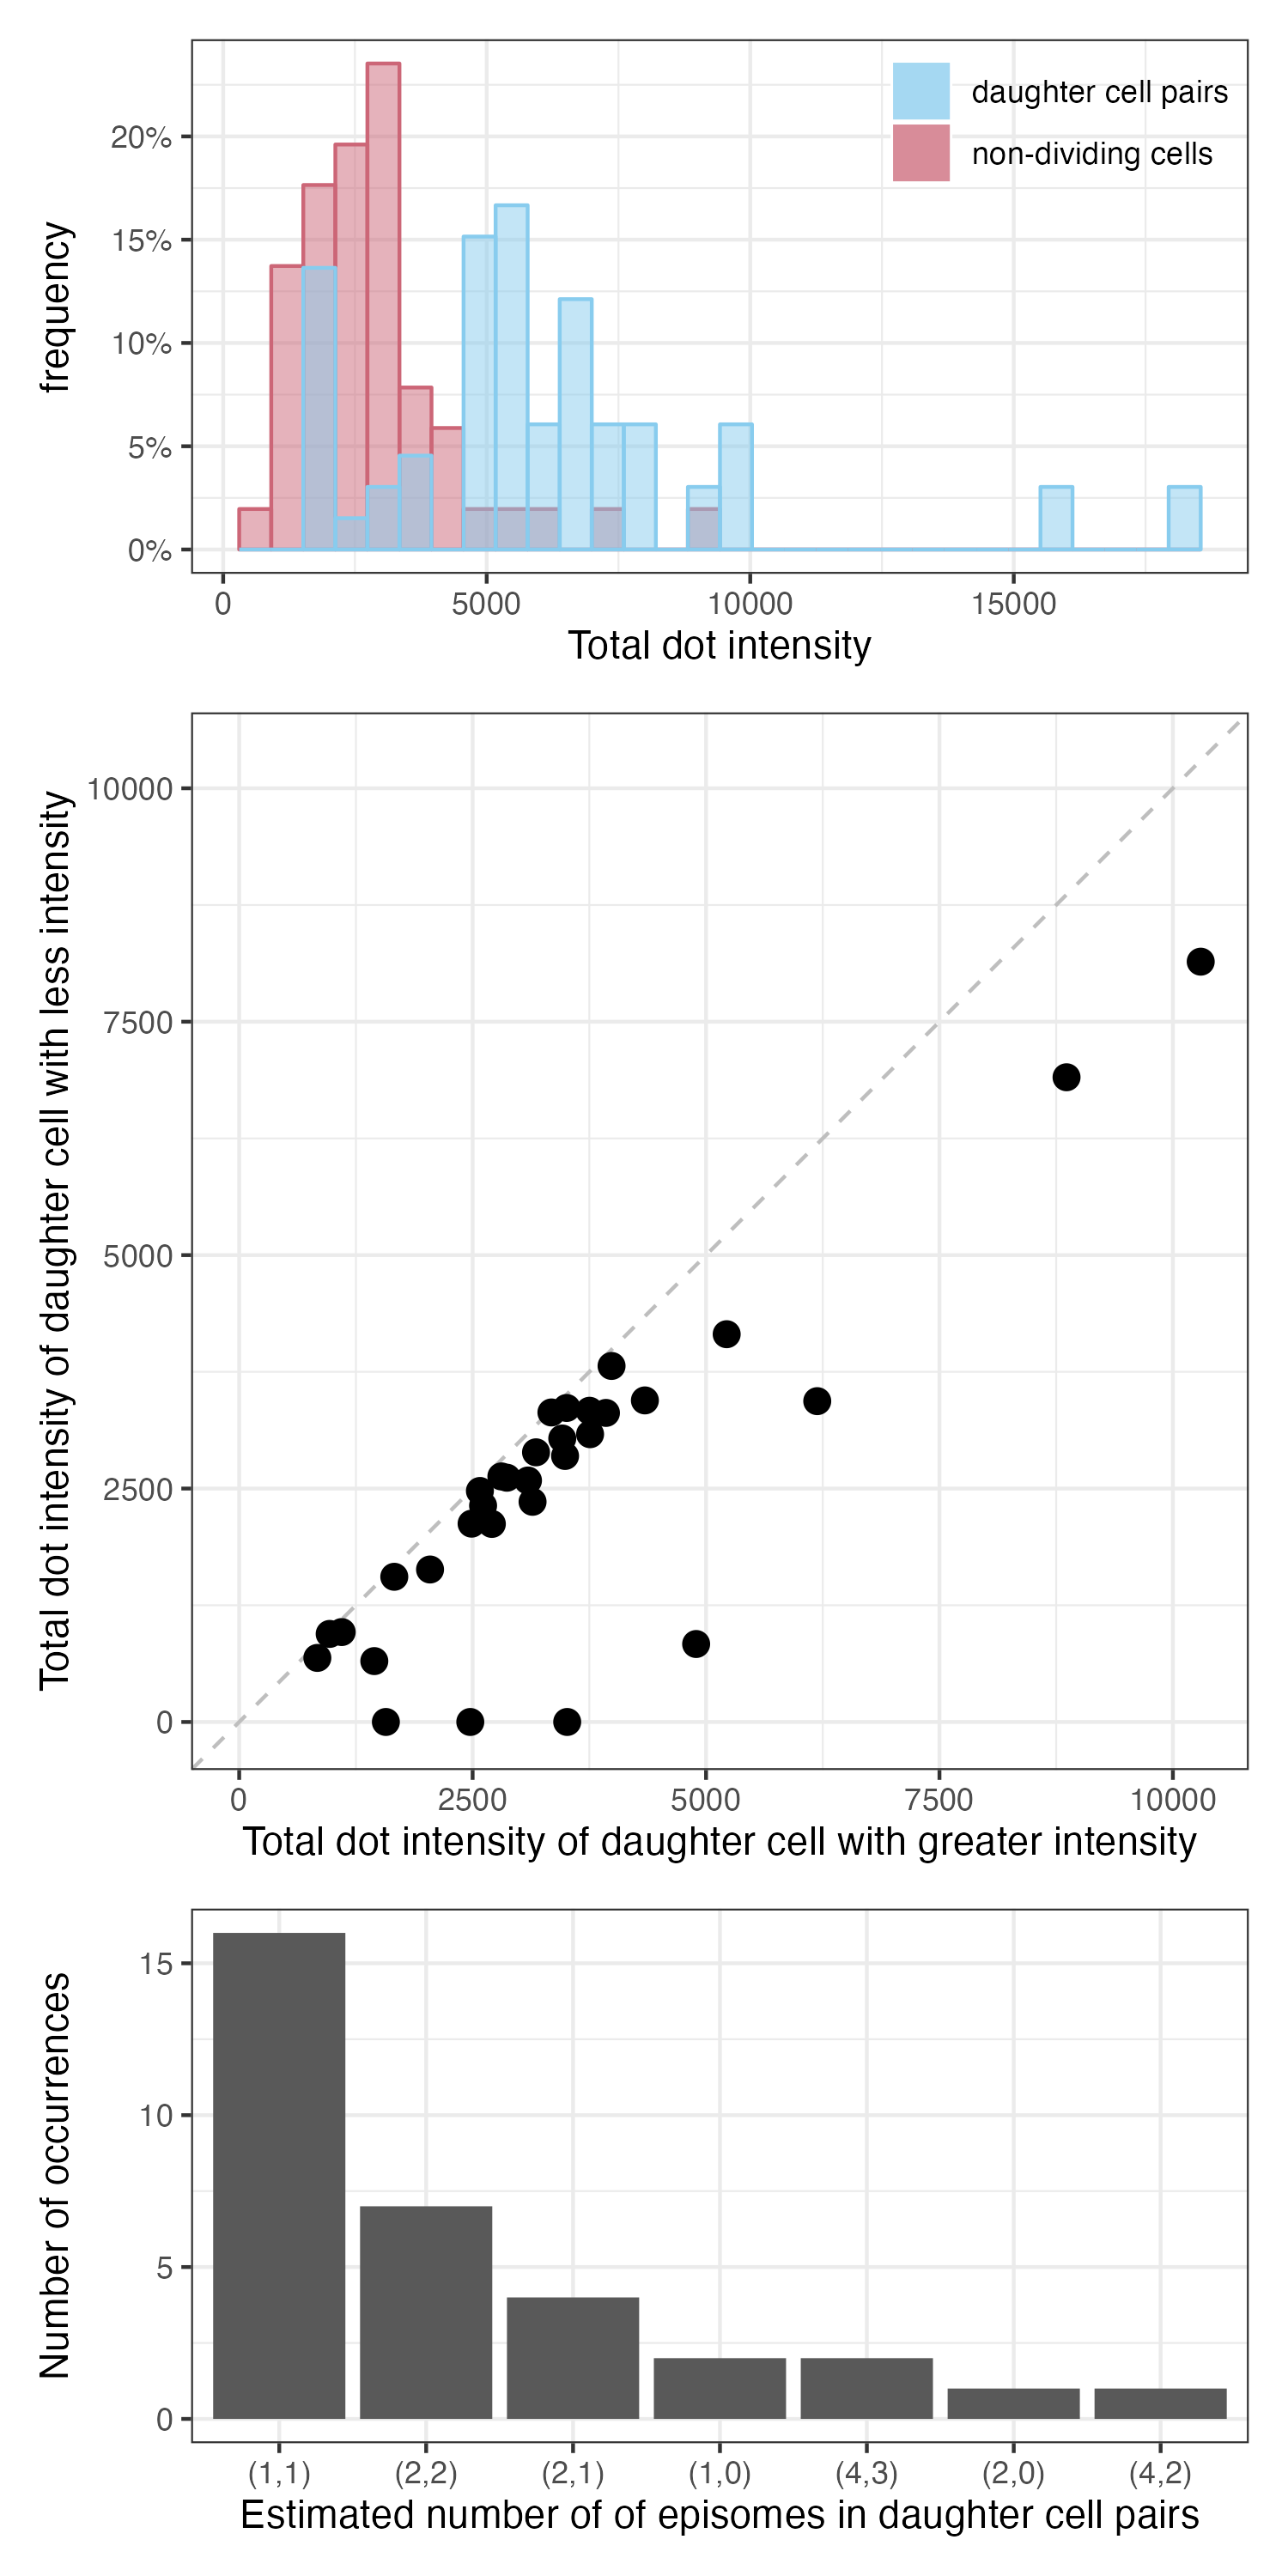 daughter cell pairs
non-dividing cells
frequency
20%
15%
10%
5%
0%
0 5000 10000 15000
Total dot intensity
Total dot intensity of daughter cell with less intensity
10000
7500
5000
2500
0
0 2500 5000 7500 10000
Total dot intensity of daughter cell with greater intensity
Number of occurrences
15
10
5
0
(1,1) (2,2) (2,1) (1,0) (4,3) (2,0) (4,2)
Estimated number of of episomes in daughter cell pairs